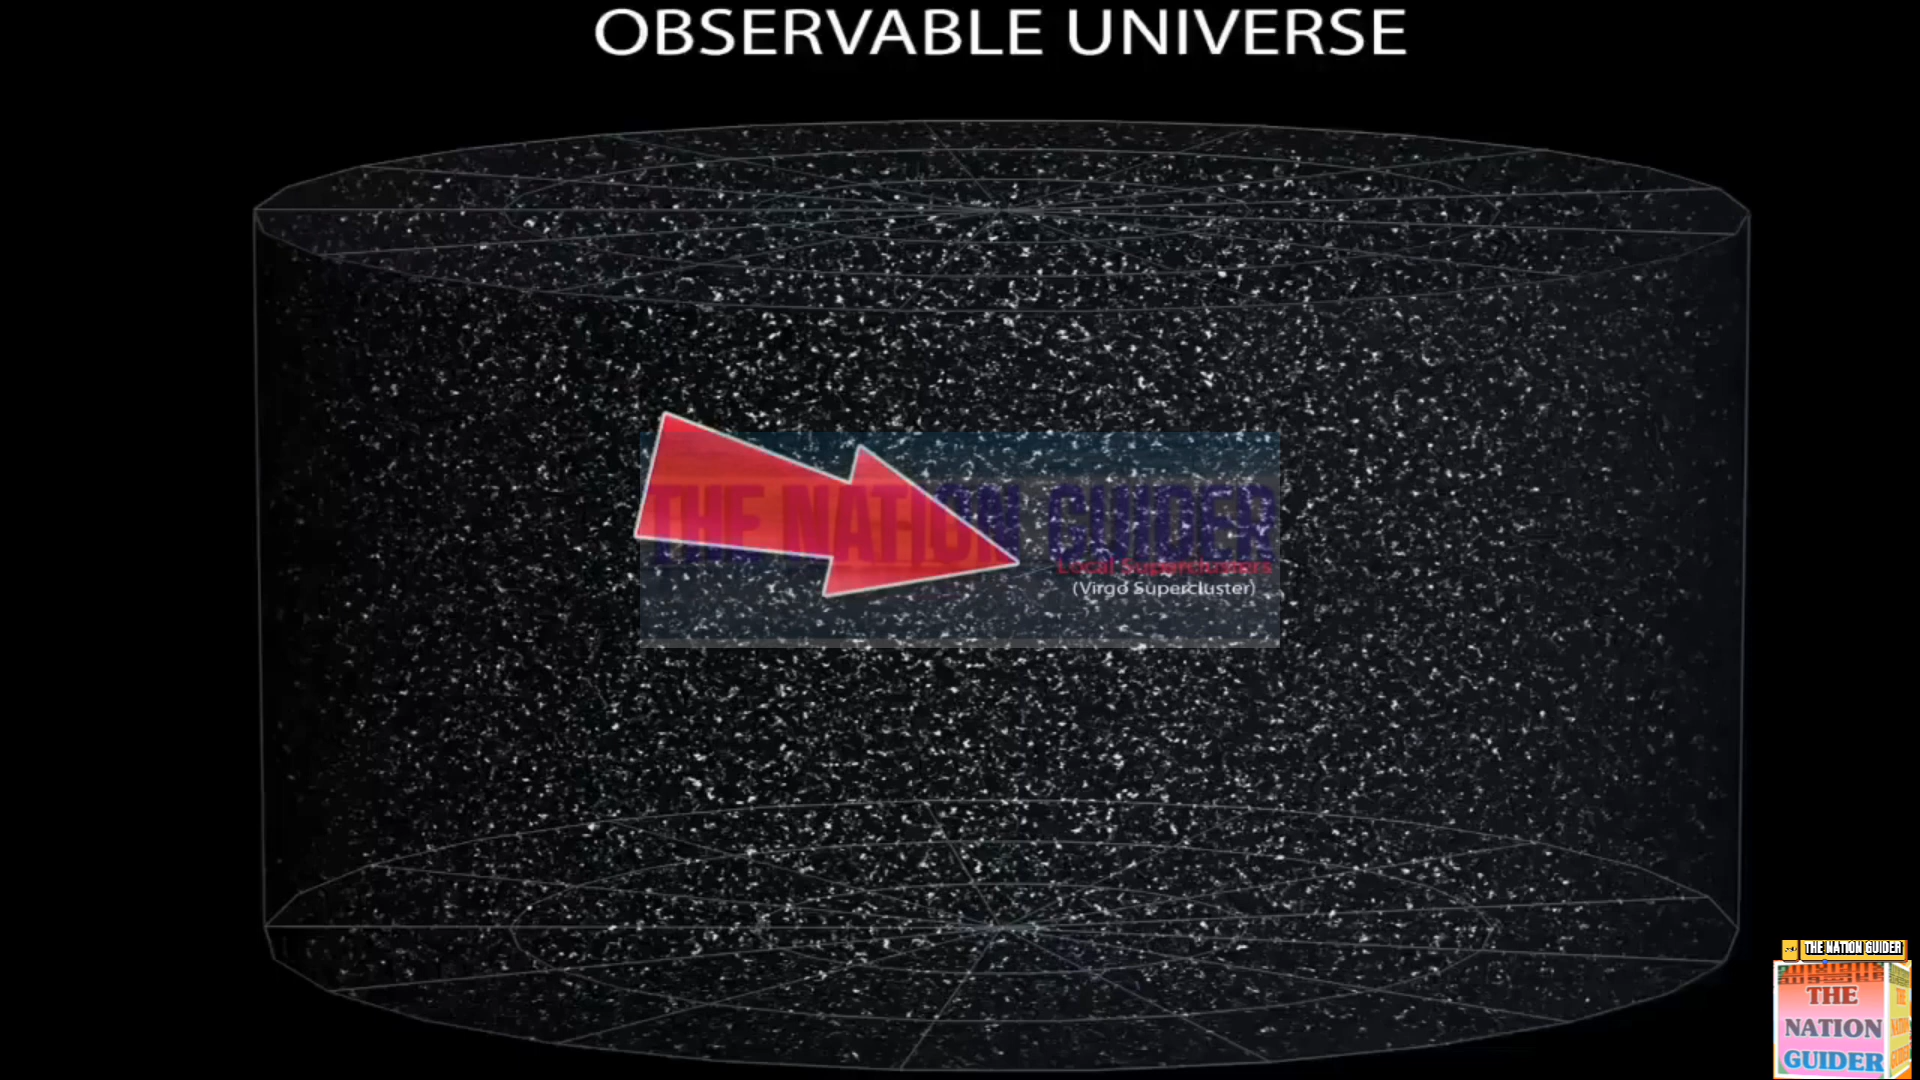 OBSERVABLE UNIVERSE
THE NATION GUIDER
Local Superclusters
(Virgo Supercluster)
THE NATION GUIDER
THE
NATION
GUIDER